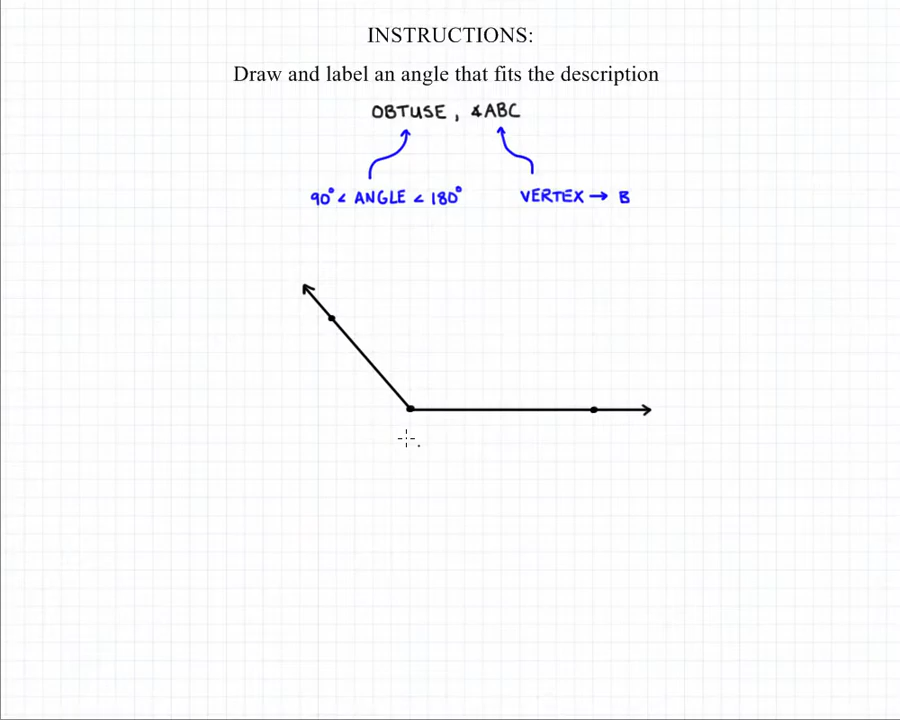 INSTRUCTIONS:
Draw and label an angle that fits the description
OBTUSE, ∡ABC
90° < ANGLE < 180° VERTEX → B